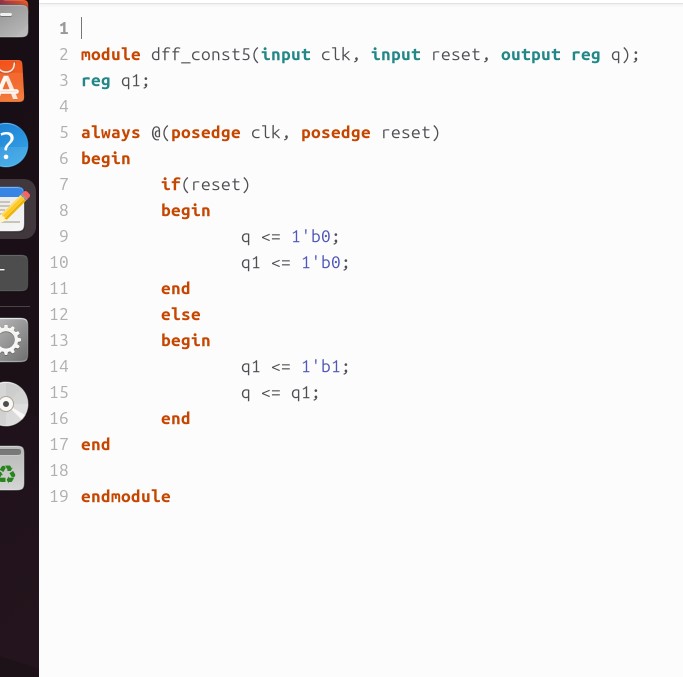 1
2 module dff_const5(input clk, input reset, output reg q);
3 reg q1;
4
5 always @(posedge clk, posedge reset)
6 begin
7         if(reset)
8         begin
9                 q <= 1'b0;
10                 q1 <= 1'b0;
11         end
12         else
13         begin
14                 q1 <= 1'b1;
15                 q <= q1;
16         end
17 end
18
19 endmodule